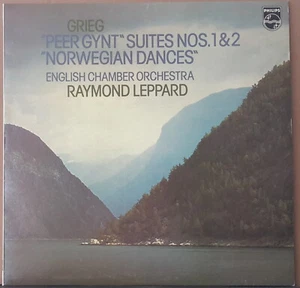 GRIEG
PHILIPS
"PEER GYNT" SUITES NOS. 1 & 2
"NORWEGIAN DANCES"
ENGLISH CHAMBER ORCHESTRA
RAYMOND LEPPARD